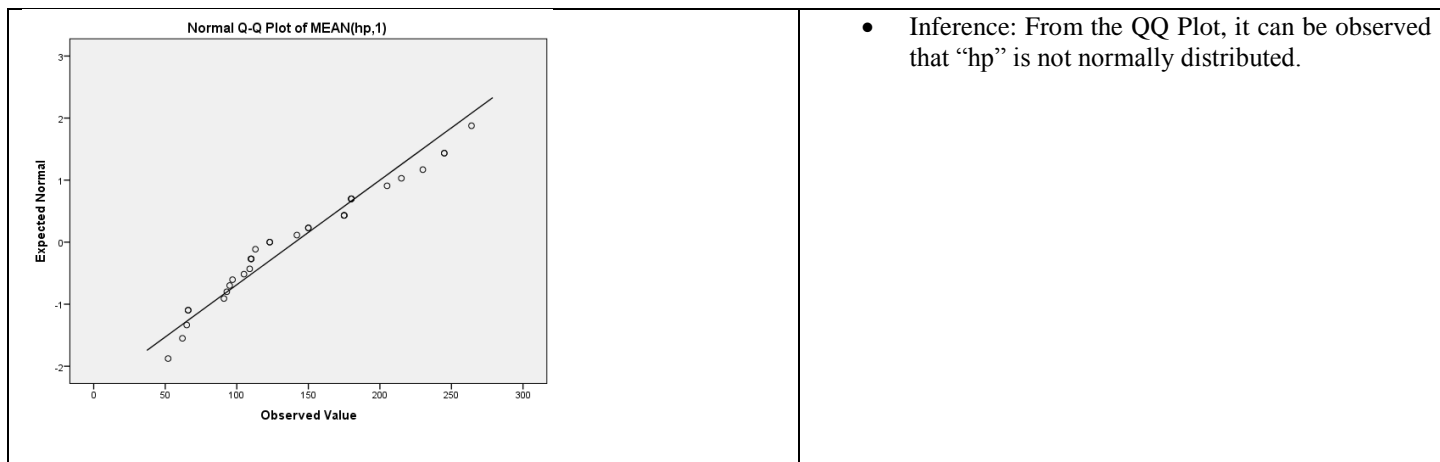 Normal Q-Q Plot of MEAN(hp,1)
3
2
1
0
-1
-2
Expected Normal
0 50 100 150 200 250 300
Observed Value
• Inference: From the QQ Plot, it can be observed
that “hp” is not normally distributed.